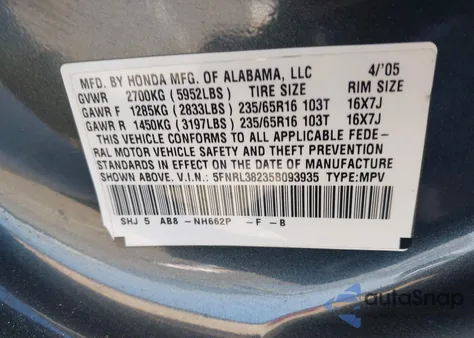 MFD. BY HONDA MFG. OF ALABAMA, LLC 4/'05
GVWR 2700KG (5952LBS) TIRE SIZE RIM SIZE
GAWR F 1285KG (2833LBS) 235/65R16 103T 16X7J
GAWR R 1450KG (3197LBS) 235/65R16 103T 16X7J
THIS VEHICLE CONFORMS TO ALL APPLICABLE FEDE-
RAL MOTOR VEHICLE SAFETY AND THEFT PREVENTION
STANDARDS IN EFFECT ON THE DATE OF MANUFACTURE
SHOWN ABOVE. V.I.N.: 5FNRL38235B093935 TYPE:MPV
SHJ 5 AB8 -NH662P -F -B
autoSnap